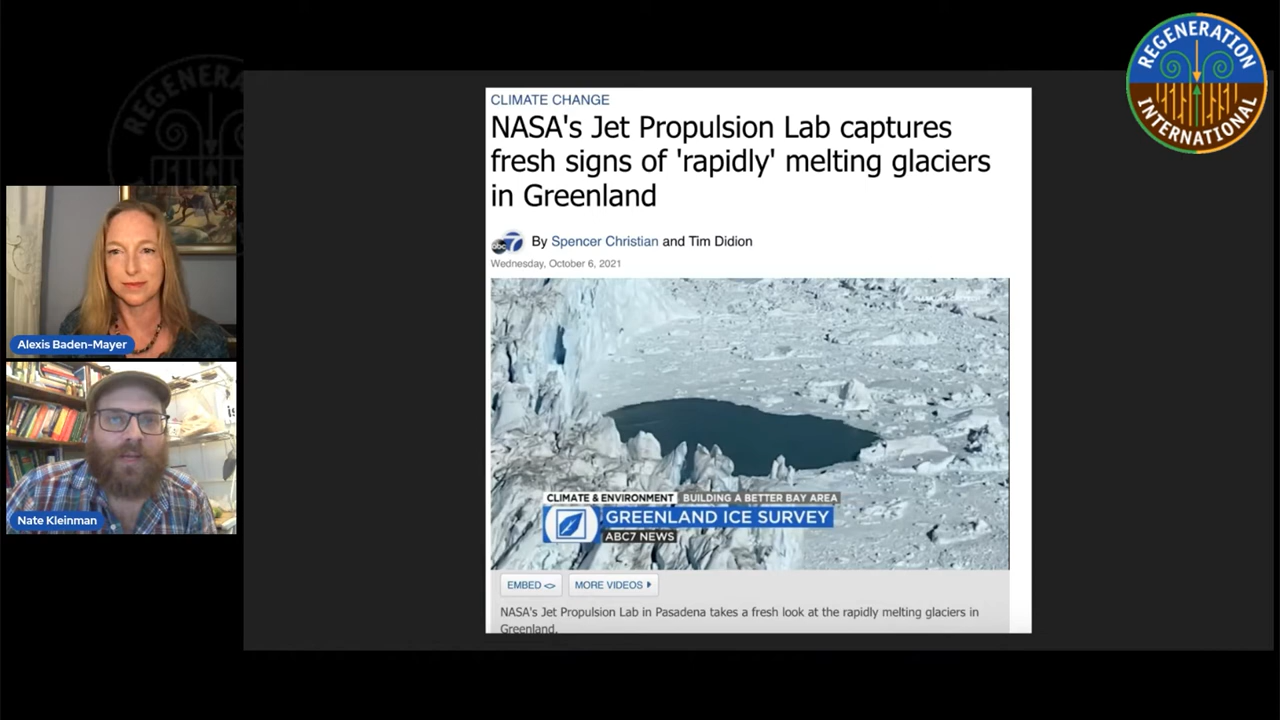 REGENERATION
INTERNATIONAL
CLIMATE CHANGE
NASA's Jet Propulsion Lab captures
fresh signs of 'rapidly' melting glaciers
in Greenland
abc 7 By Spencer Christian and Tim Didion
Wednesday, October 6, 2021
CLIMATE & ENVIRONMENT BUILDING A BETTER BAY AREA
GREENLAND ICE SURVEY
ABC7 NEWS
EMBED <> MORE VIDEOS
NASA's Jet Propulsion Lab in Pasadena takes a fresh look at the rapidly melting glaciers in
Greenland.
Alexis Baden-Mayer
Nate Kleinman